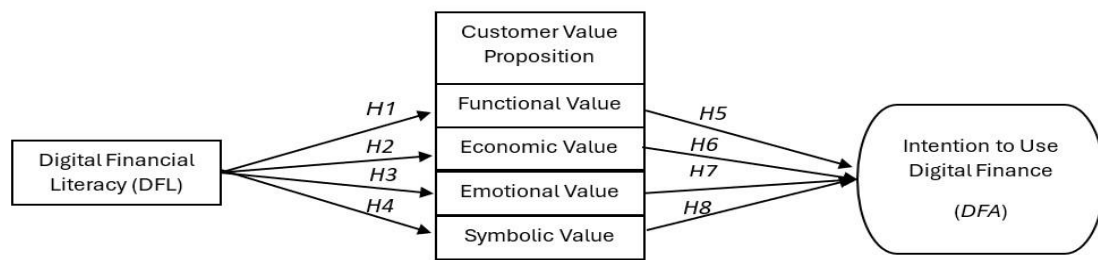 Customer Value
Proposition
Functional Value
Economic Value
Emotional Value
Symbolic Value
Digital Financial
Literacy (DFL)
H1
H2
H3
H4
H5
H6
H7
H8
Intention to Use
Digital Finance
(DFA)